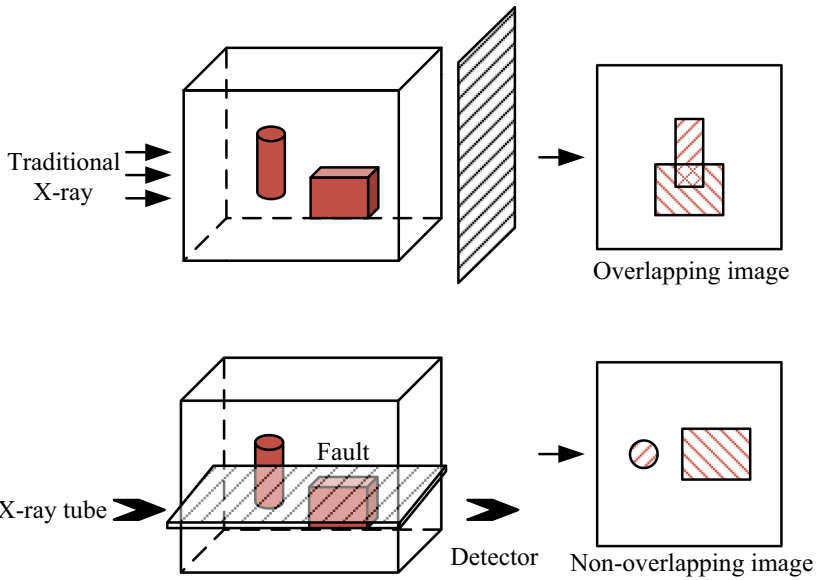 Traditional
X-ray
Overlapping image
Fault
X-ray tube
Detector
Non-overlapping image